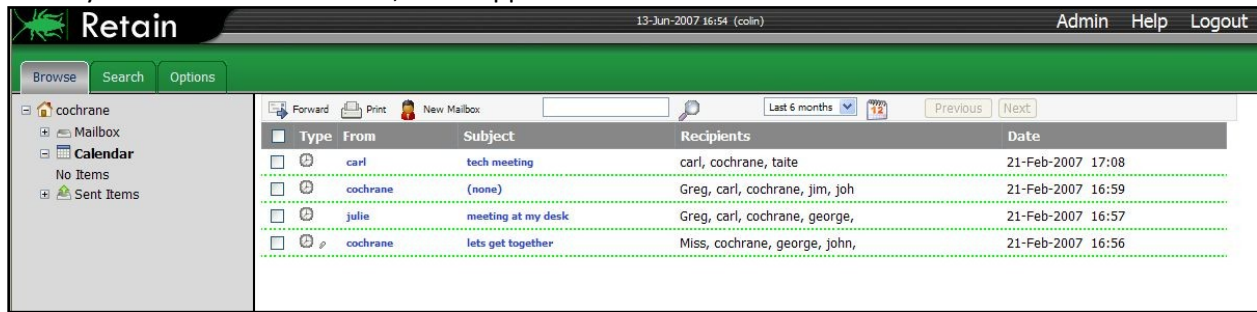 Retain 13-Jun-2007 16:54 (colin) Admin Help Logout
Browse Search Options
cochrane
Mailbox
Calendar
No Items
Sent Items
Forward Print New Mailbox Last 6 months 12 Previous Next
Type From Subject Recipients Date
carl tech meeting carl, cochrane, taite 21-Feb-2007 17:08
cochrane (none) Greg, carl, cochrane, jim, joh 21-Feb-2007 16:59
julie meeting at my desk Greg, carl, cochrane, george, 21-Feb-2007 16:57
cochrane lets get together Miss, cochrane, george, john, 21-Feb-2007 16:56